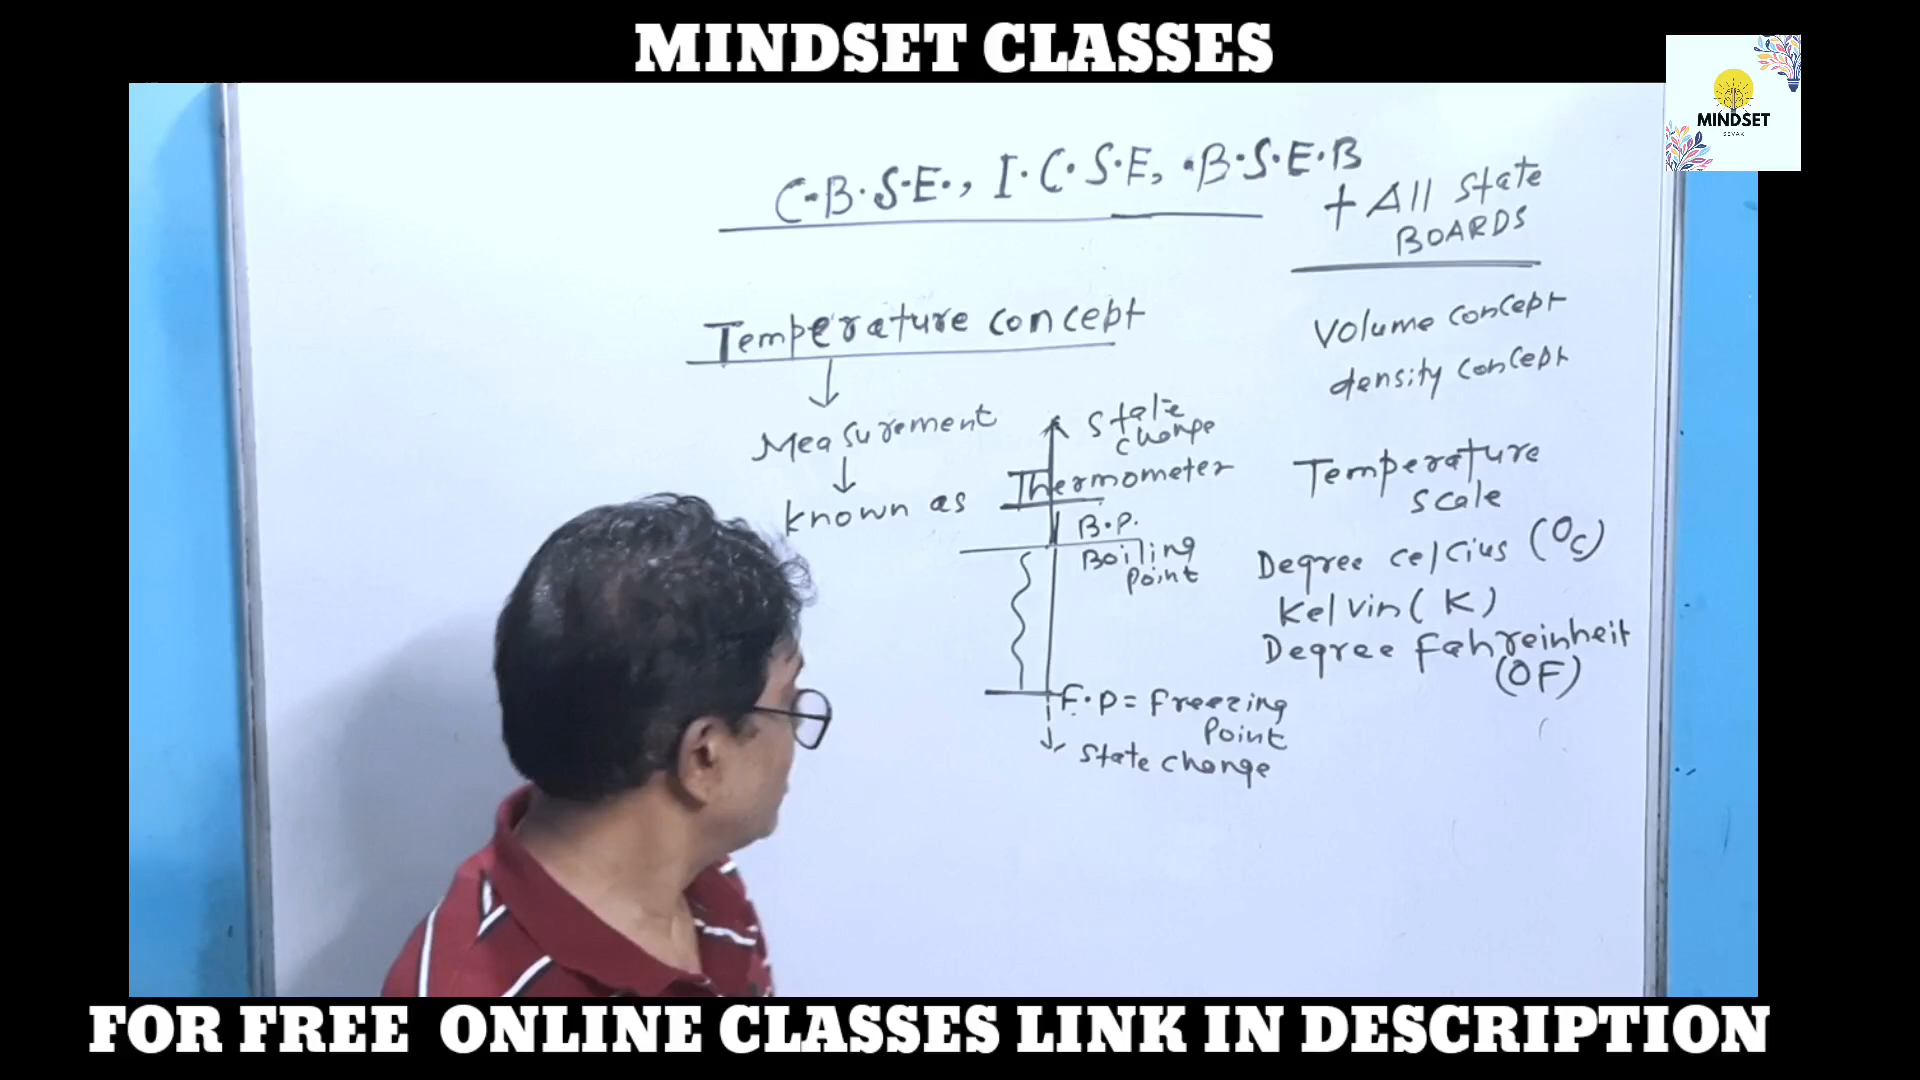 MINDSET CLASSES
MINDSET
SEVAK
C.B.S.E., I.C.S.E, .B.S.E.B
+ All State
BOARDS
Temperature concept
Measurement
known as Thermometer
State
change
B.P.
Boiling
Point
F.P = freezing
Point
State change
Volume concept
density concept
Temperature
scale
Degree celcius (°C)
Kelvin (K)
Degree fahreinheit
(OF)
FOR FREE ONLINE CLASSES LINK IN DESCRIPTION